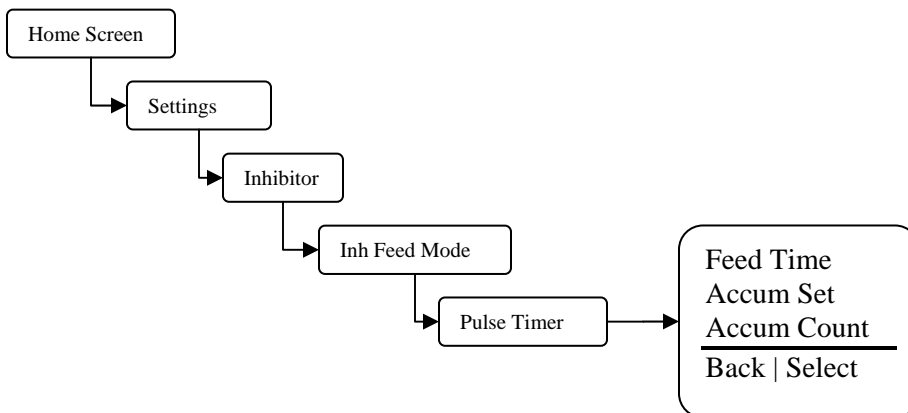 Home Screen
Settings
Inhibitor
Inh Feed Mode
Pulse Timer
Feed Time
Accum Set
Accum Count
Back | Select